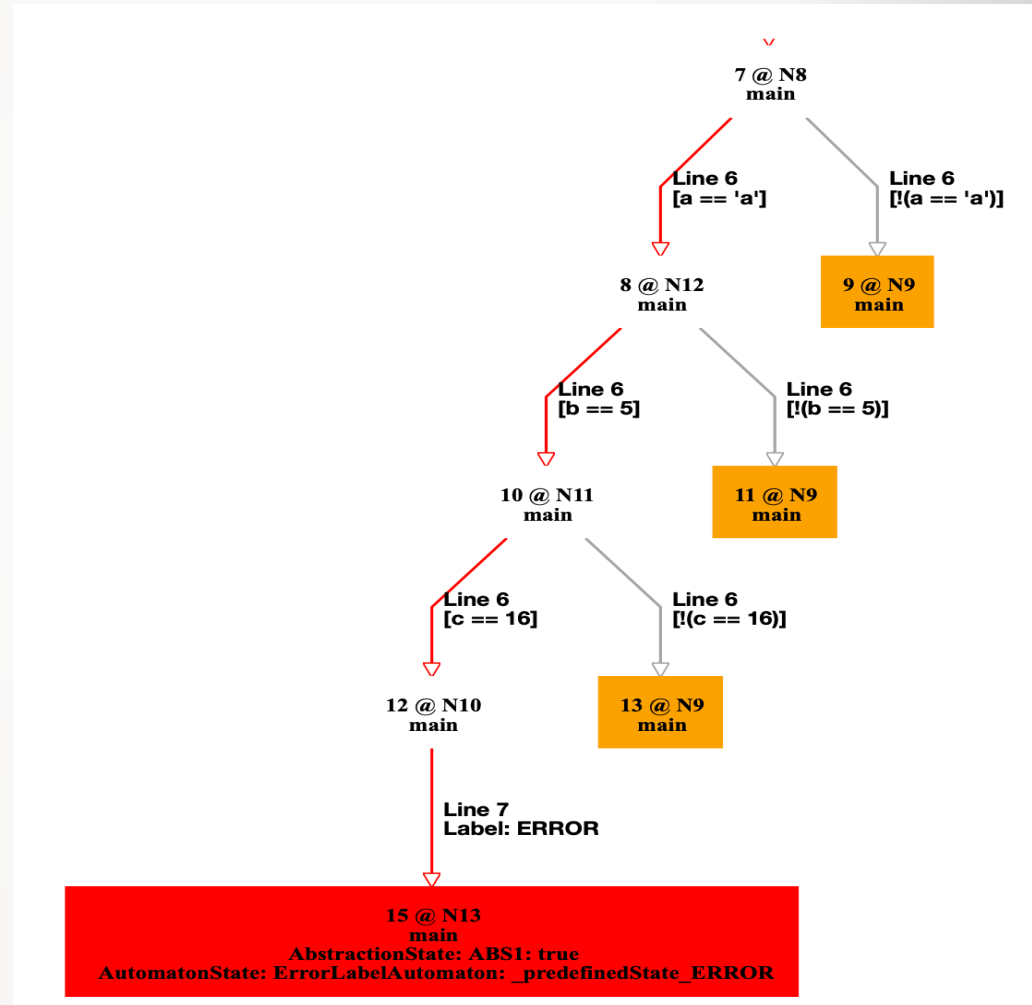 7 @ N8
main
Line 6
[a == 'a']
Line 6
[!(a == 'a')]
8 @ N12
main
9 @ N9
main
Line 6
[b == 5]
Line 6
[!(b == 5)]
10 @ N11
main
11 @ N9
main
Line 6
[c == 16]
Line 6
[!(c == 16)]
12 @ N10
main
13 @ N9
main
Line 7
Label: ERROR
15 @ N13
main
AbstractionState: ABS1: true
AutomatonState: ErrorLabelAutomaton: _predefinedState_ERROR